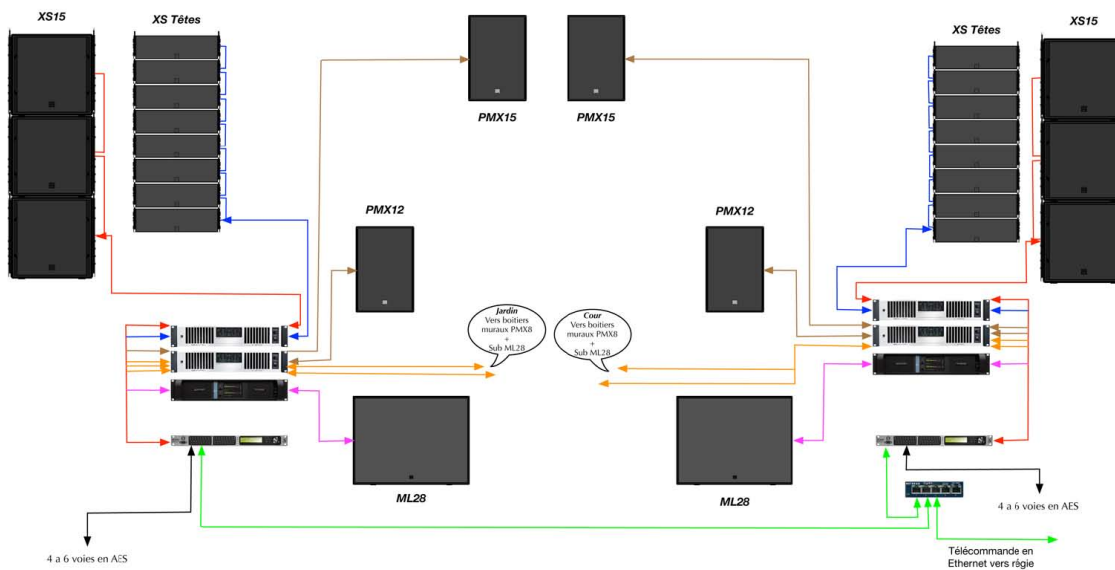 XS15
XS Têtes
XS Têtes
XS15
PMX15
PMX15
PMX12
PMX12
Jardin
Vers boitiers
muraux PMX8
+
Sub ML28
Cour
Vers boitiers
muraux PMX8
+
Sub ML28
ML28
ML28
4 a 6 voies en AES
4 a 6 voies en AES
Télécommande en
Ethernet vers régie